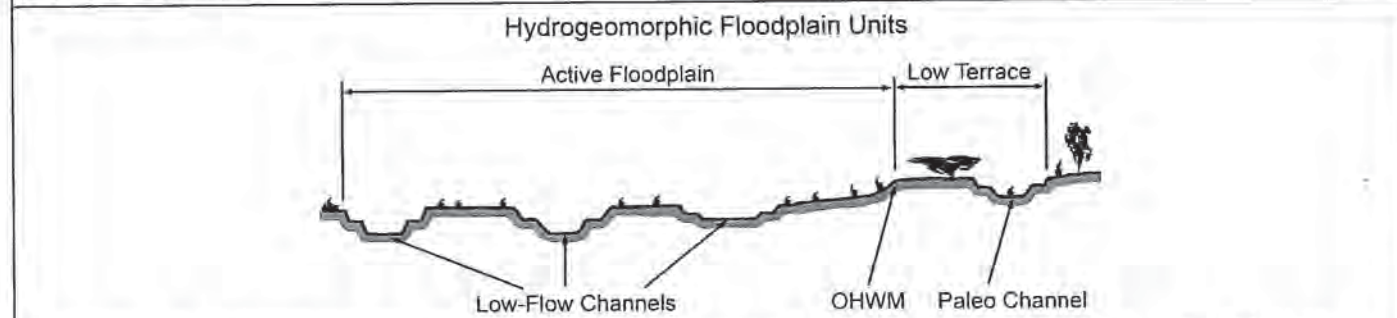 Hydrogeomorphic Floodplain Units
Active Floodplain
Low Terrace
Low-Flow Channels
OHWM
Paleo Channel